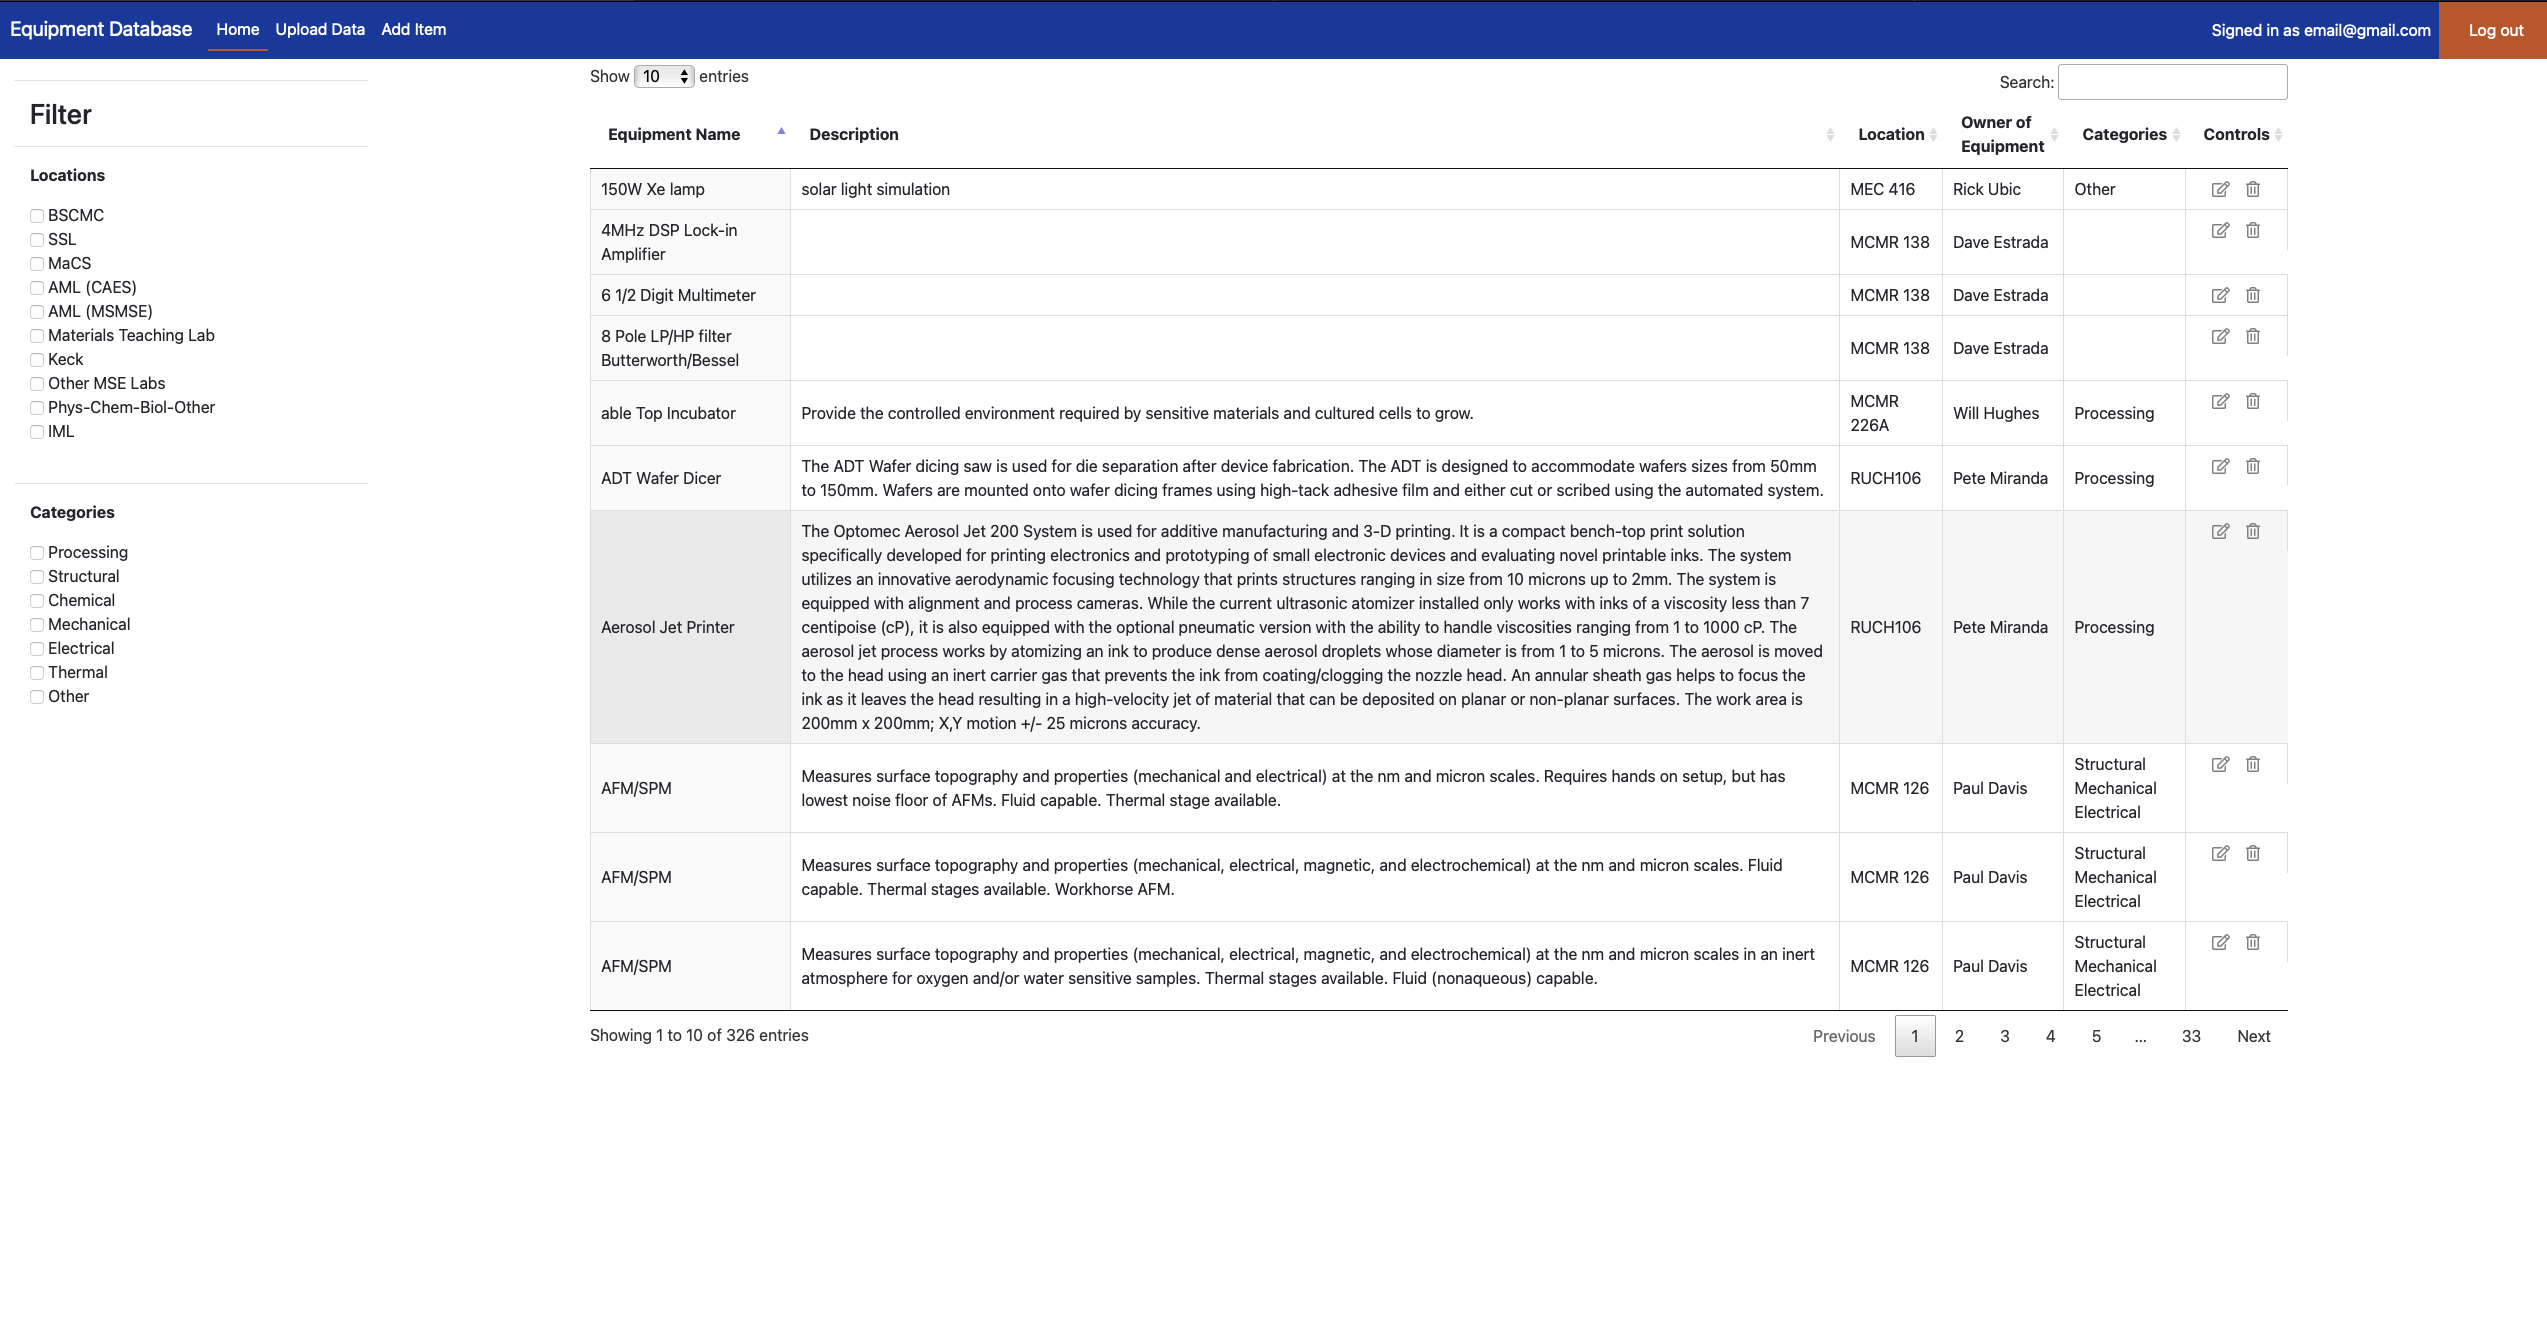 Equipment Database Home Upload Data Add Item Signed in as email@gmail.com Log out
Filter
Locations
BSCMC
SSL
MaCS
AML (CAES)
AML (MSMSE)
Materials Teaching Lab
Keck
Other MSE Labs
Phys-Chem-Biol-Other
IML
Categories
Processing
Structural
Chemical
Mechanical
Electrical
Thermal
Other
Show 10 entries
Search:
Equipment Name Description Location Owner of Equipment Categories Controls
150W Xe lamp solar light simulation MEC 416 Rick Ubic Other
4MHz DSP Lock-in
Amplifier
MCMR 138 Dave Estrada
6 1/2 Digit Multimeter MCMR 138 Dave Estrada
8 Pole LP/HP filter
Butterworth/Bessel
MCMR 138 Dave Estrada
able Top Incubator Provide the controlled environment required by sensitive materials and cultured cells to grow.
MCMR
226A
Will Hughes Processing
ADT Wafer Dicer
The ADT Wafer dicing saw is used for die separation after device fabrication. The ADT is designed to accommodate wafers sizes from 50mm
to 150mm. Wafers are mounted onto wafer dicing frames using high-tack adhesive film and either cut or scribed using the automated system.
RUCH106 Pete Miranda Processing
Aerosol Jet Printer
The Optomec Aerosol Jet 200 System is used for additive manufacturing and 3-D printing. It is a compact bench-top print solution
specifically developed for printing electronics and prototyping of small electronic devices and evaluating novel printable inks. The system
utilizes an innovative aerodynamic focusing technology that prints structures ranging in size from 10 microns up to 2mm. The system is
equipped with alignment and process cameras. While the current ultrasonic atomizer installed only works with inks of a viscosity less than 7
centipoise (cP), it is also equipped with the optional pneumatic version with the ability to handle viscosities ranging from 1 to 1000 cP. The
aerosol jet process works by atomizing an ink to produce dense aerosol droplets whose diameter is from 1 to 5 microns. The aerosol is moved
to the head using an inert carrier gas that prevents the ink from coating/clogging the nozzle head. An annular sheath gas helps to focus the
ink as it leaves the head resulting in a high-velocity jet of material that can be deposited on planar or non-planar surfaces. The work area is
200mm x 200mm; X,Y motion +/- 25 microns accuracy.
RUCH106 Pete Miranda Processing
AFM/SPM
Measures surface topography and properties (mechanical and electrical) at the nm and micron scales. Requires hands on setup, but has
lowest noise floor of AFMs. Fluid capable. Thermal stage available.
MCMR 126 Paul Davis
Structural
Mechanical
Electrical
AFM/SPM
Measures surface topography and properties (mechanical, electrical, magnetic, and electrochemical) at the nm and micron scales. Fluid
capable. Thermal stages available. Workhorse AFM.
MCMR 126 Paul Davis
Structural
Mechanical
Electrical
AFM/SPM
Measures surface topography and properties (mechanical, electrical, magnetic, and electrochemical) at the nm and micron scales in an inert
atmosphere for oxygen and/or water sensitive samples. Thermal stages available. Fluid (nonaqueous) capable.
MCMR 126 Paul Davis
Structural
Mechanical
Electrical
Showing 1 to 10 of 326 entries
Previous 1 2 3 4 5 ... 33 Next